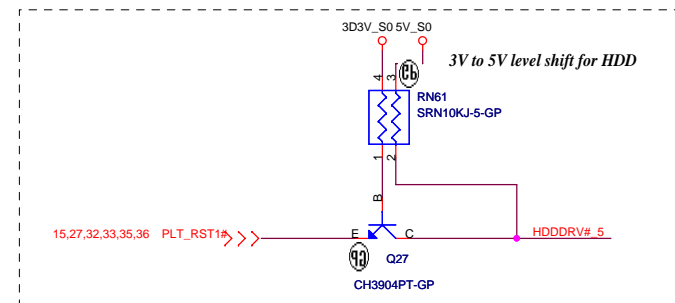 3D3V_S0 5V_S0
3V to 5V level shift for HDD
4 3
RN61
SRN10KJ-5-GP
1 2
B
15,27,32,33,35,36 PLT_RST1# E C HDDDRV#_5
Q27
CH3904PT-GP